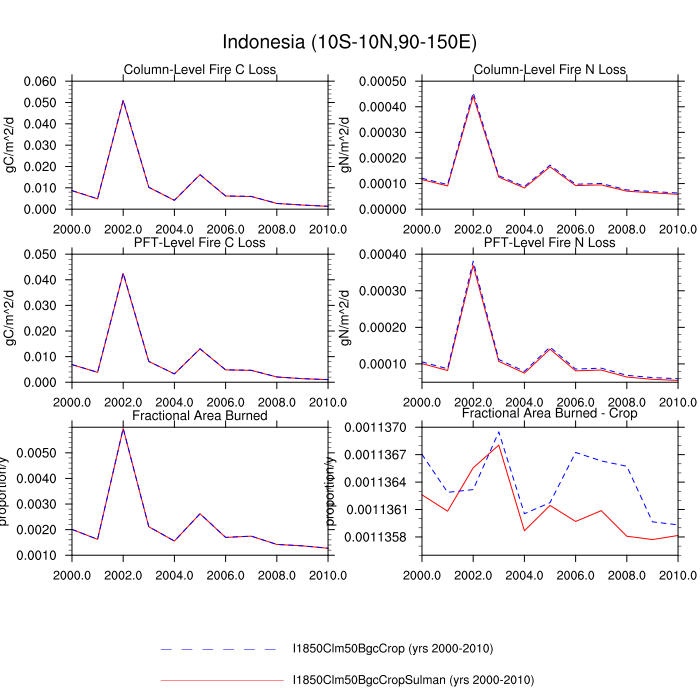 Indonesia (10S-10N,90-150E)
Column-Level Fire C Loss
gC/m^2/d
0.060
0.050
0.040
0.030
0.020
0.010
0.000
2000.0 2002.0 2004.0 2006.0 2008.0 2010.0
Column-Level Fire N Loss
gN/m^2/d
0.00050
0.00040
0.00030
0.00020
0.00010
0.00000
2000.0 2002.0 2004.0 2006.0 2008.0 2010.0
PFT-Level Fire C Loss
gC/m^2/d
0.050
0.040
0.030
0.020
0.010
0.000
2000.0 2002.0 2004.0 2006.0 2008.0 2010.0
PFT-Level Fire N Loss
gN/m^2/d
0.00040
0.00030
0.00020
0.00010
2000.0 2002.0 2004.0 2006.0 2008.0 2010.0
Fractional Area Burned
proportion/y
0.0050
0.0040
0.0030
0.0020
0.0010
2000.0 2002.0 2004.0 2006.0 2008.0 2010.0
Fractional Area Burned - Crop
proportion/y
0.0011370
0.0011367
0.0011364
0.0011361
0.0011358
2000.0 2002.0 2004.0 2006.0 2008.0 2010.0
I1850Clm50BgcCrop (yrs 2000-2010)
I1850Clm50BgcCropSulman (yrs 2000-2010)